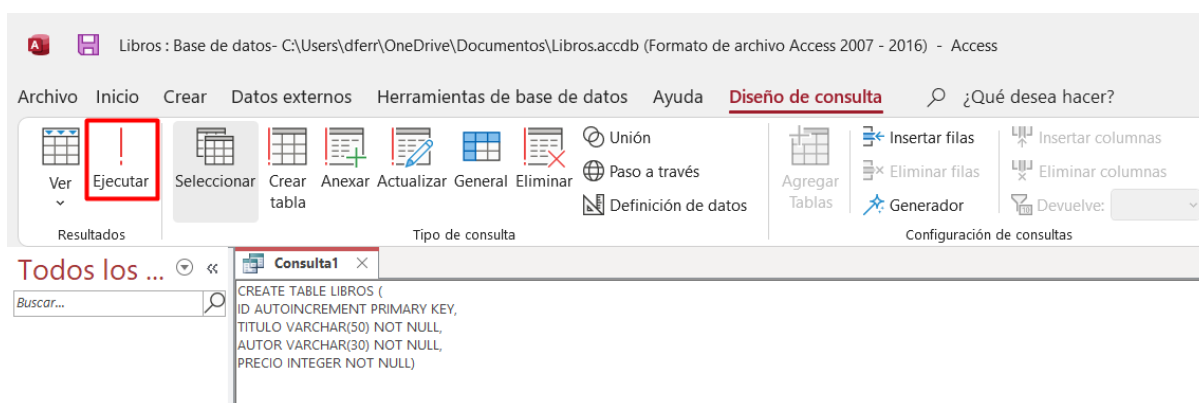 Libros : Base de datos- C:\Users\dferr\OneDrive\Documentos\Libros.accdb (Formato de archivo Access 2007 - 2016) - Access
Archivo Inicio Crear Datos externos Herramientas de base de datos Ayuda Diseño de consulta ¿Qué desea hacer?
Ver
Ejecutar
Resultados
Seleccionar
Crear tabla
Anexar
Actualizar
General
Eliminar
Unión
Paso a través
Definición de datos
Tipo de consulta
Agregar Tablas
Insertar filas
Eliminar filas
Generador
Insertar columnas
Eliminar columnas
Devuelve:
Configuración de consultas
Todos los ...
Buscar...
Consulta1
CREATE TABLE LIBROS (
ID AUTOINCREMENT PRIMARY KEY,
TITULO VARCHAR(50) NOT NULL,
AUTOR VARCHAR(30) NOT NULL,
PRECIO INTEGER NOT NULL)